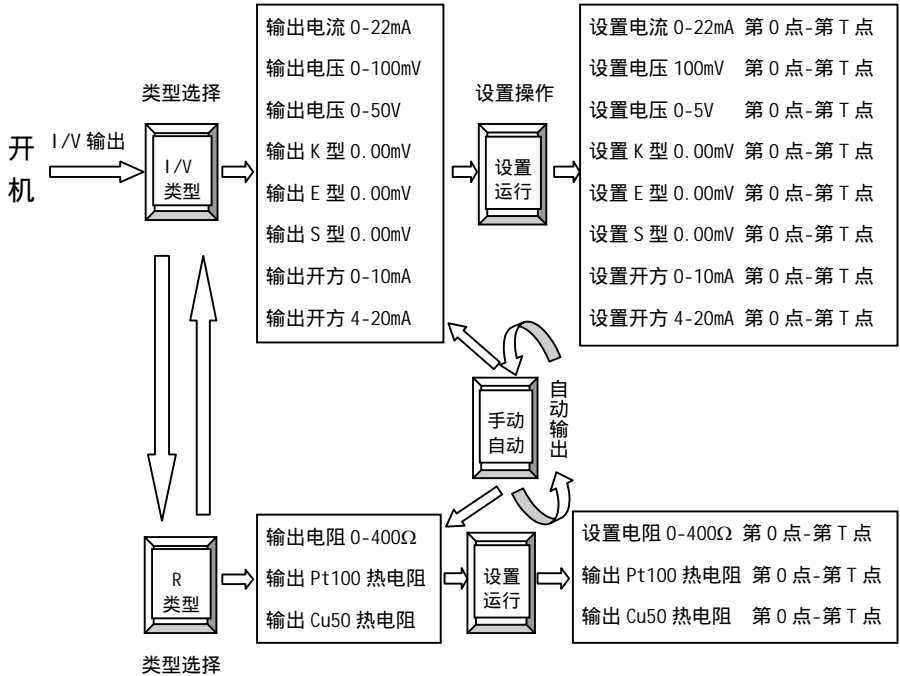 类型选择
开机
I/V 输出
I/V
类型
输出电流 0-22mA
输出电压 0-100mV
输出电压 0-50V
输出 K 型 0.00mV
输出 E 型 0.00mV
输出 S 型 0.00mV
输出开方 0-10mA
输出开方 4-20mA
设置操作
设置
运行
设置电流 0-22mA 第 0 点-第 T 点
设置电压 100mV 第 0 点-第 T 点
设置电压 0-5V 第 0 点-第 T 点
设置 K 型 0.00mV 第 0 点-第 T 点
设置 E 型 0.00mV 第 0 点-第 T 点
设置 S 型 0.00mV 第 0 点-第 T 点
设置开方 0-10mA 第 0 点-第 T 点
设置开方 4-20mA 第 0 点-第 T 点
手动
自动
自动输出
R
类型
类型选择
输出电阻 0-400Ω
输出 Pt100 热电阻
输出 Cu50 热电阻
设置
运行
设置电阻 0-400Ω 第 0 点-第 T 点
输出 Pt100 热电阻 第 0 点-第 T 点
输出 Cu50 热电阻 第 0 点-第 T 点